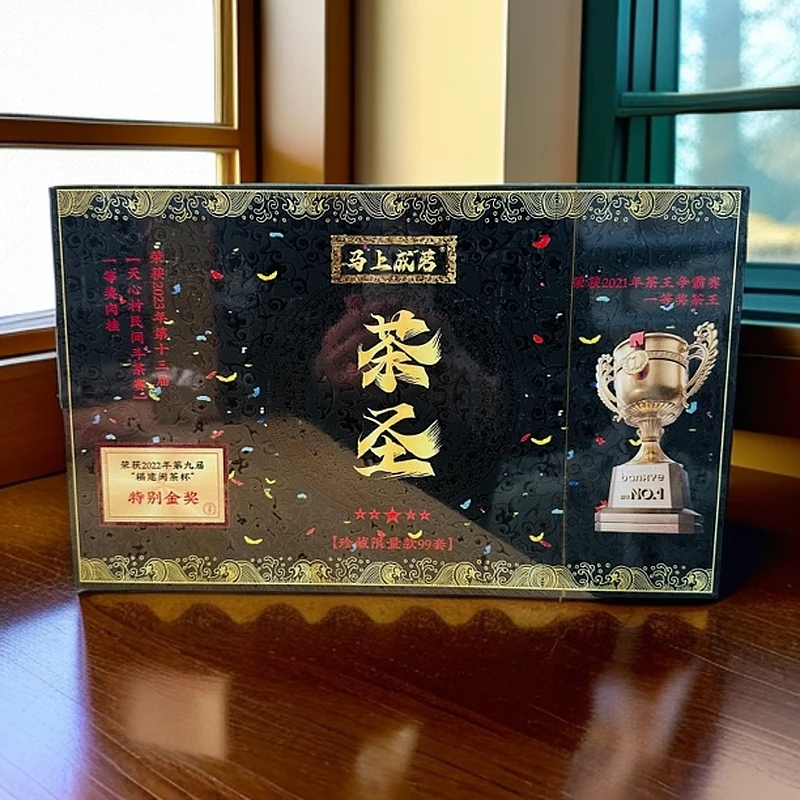 马上成茗
茶圣
【珍藏限量款99套】
荣获2023年第十三届
「天心村民间斗茶赛」
一等奖肉桂
荣获2022年第九届
“福建闽茶杯”
特别金奖
荣获2021年茶王争霸赛
一等奖茶王
NO.1